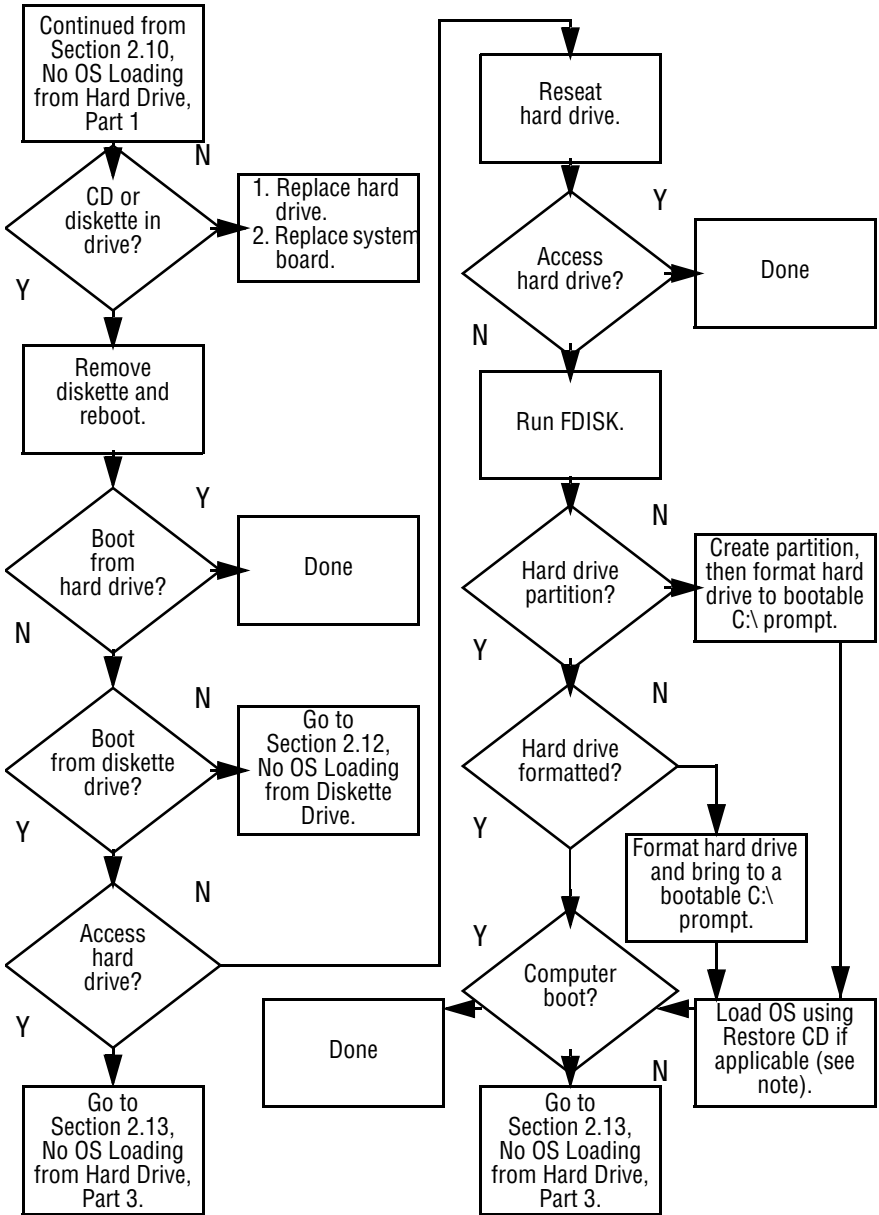 Continued from
Section 2.10,
No OS Loading
from Hard Drive,
Part 1
N
CD or
diskette in
drive?
1. Replace hard
drive.
2. Replace system
board.
Y
Remove
diskette and
reboot.
Y
Boot
from
hard drive?
Done
N
N
Boot
from diskette
drive?
Go to
Section 2.12,
No OS Loading
from Diskette
Drive.
Y
N
Access
hard
drive?
Y
Go to
Section 2.13,
No OS Loading
from Hard Drive,
Part 3.
Reseat
hard drive.
Y
Access
hard drive?
Done
N
Run FDISK.
N
Hard drive
partition?
Create partition,
then format hard
drive to bootable
C:\ prompt.
Y
N
Hard drive
formatted?
Y
Format hard drive
and bring to a
bootable C:\
prompt.
Y
Computer
boot?
Done
Load OS using
Restore CD if
applicable (see
note).
N
Go to
Section 2.13,
No OS Loading
from Hard Drive,
Part 3.